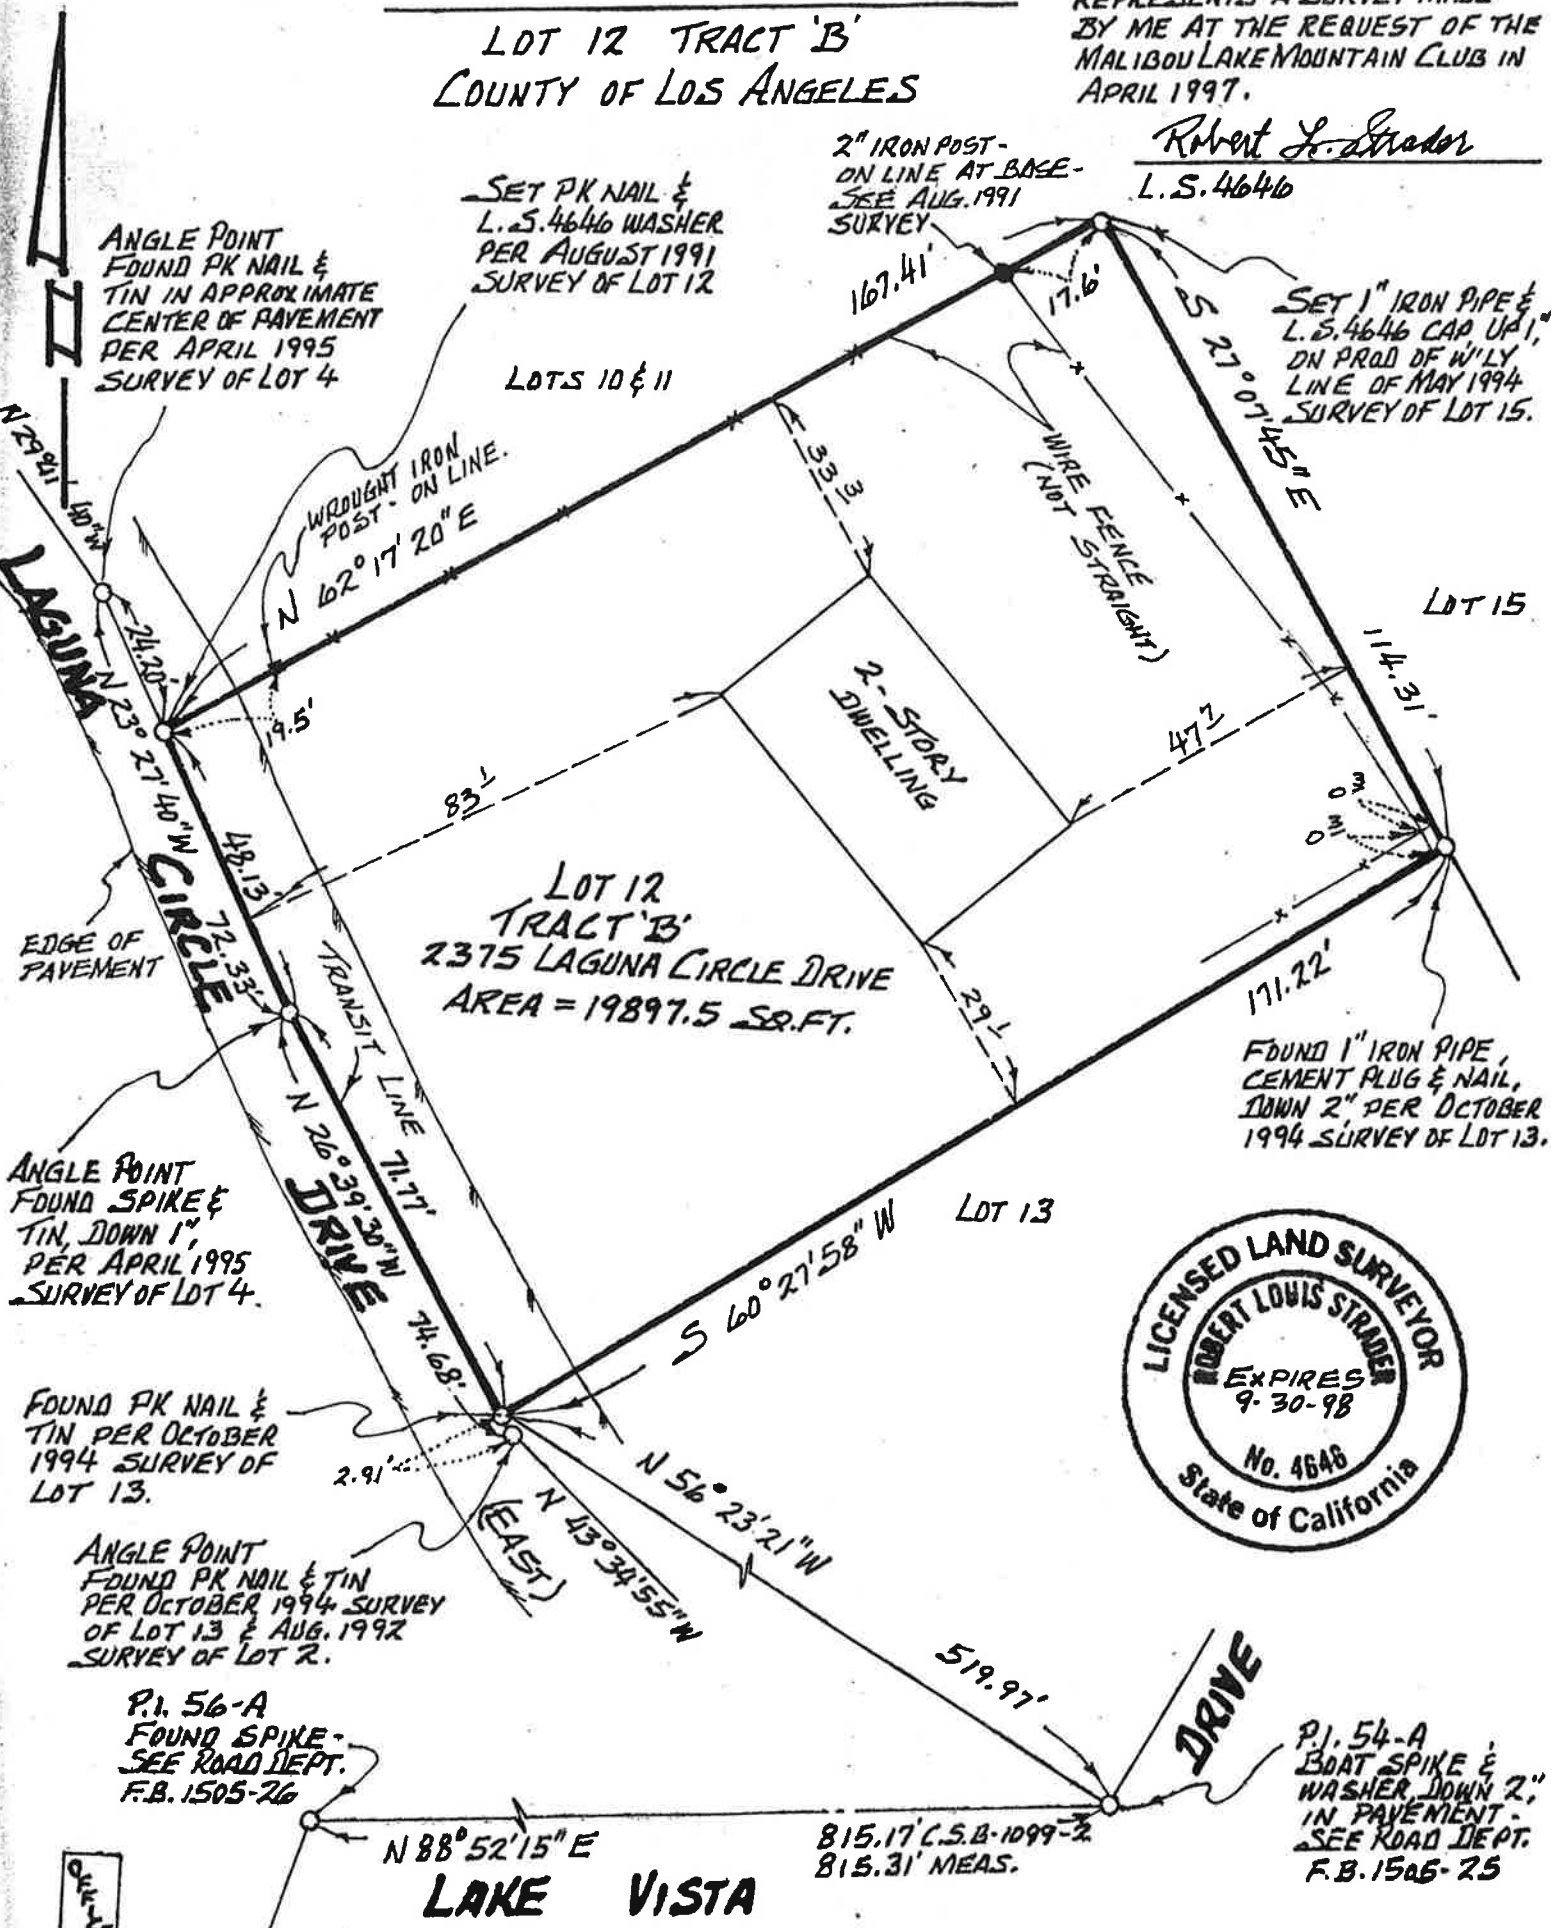 LOT 12 TRACT 'B'
COUNTY OF LOS ANGELES
BY ME AT THE REQUEST OF THE
MALIBOU LAKE MOUNTAIN CLUB IN
APRIL 1997.
Robert L. Strader
L.S. 4646
2" IRON POST-
ON LINE AT BASE-
SEE AUG. 1991
SURVEY
SET PK NAIL &
L.S. 4646 WASHER
PER AUGUST 1991
SURVEY OF LOT 12
ANGLE POINT
FOUND PK NAIL &
TIN IN APPROXIMATE
CENTER OF PAVEMENT
PER APRIL 1995
SURVEY OF LOT 4
SET 1" IRON PIPE &
L.S. 4646 CAP UP 1",
ON PROD OF W'LY
LINE OF MAY 1994
SURVEY OF LOT 15.
167.41'
17.6'
S 27° 07' 45" E
LOTS 10 & 11
N 29° 41' 40" W
WROUGHT IRON
POST - ON LINE.
N 62° 17' 20" E
33 3
WIRE FENCE
(NOT STRAIGHT)
LOT 15
114.31'
24.20'
19.5'
N 23° 27' 40" W
2-STORY
DWELLING
47 7
83 1
0 3
0 3
48.13'
72.33'
LAGUNA CIRCLE DRIVE
EDGE OF
PAVEMENT
LOT 12
TRACT 'B'
2375 LAGUNA CIRCLE DRIVE
AREA = 19897.5 SQ. FT.
TRANSIT LINE
29 1
171.22'
FOUND 1" IRON PIPE,
CEMENT PLUG & NAIL,
DOWN 2", PER OCTOBER
1994 SURVEY OF LOT 13.
N 26° 39' 30" W
71.77'
74.68'
ANGLE POINT
FOUND SPIKE &
TIN, DOWN 1",
PER APRIL 1995
SURVEY OF LOT 4.
S 60° 27' 58" W
LOT 13
LICENSED LAND SURVEYOR
ROBERT LOUIS STRADER
EXPIRES
9-30-98
No. 4646
State of California
FOUND PK NAIL &
TIN PER OCTOBER
1994 SURVEY OF
LOT 13.
2.91'
N 56° 23' 21" W
N 43° 34' 55" W
(EAST)
ANGLE POINT
FOUND PK NAIL & TIN
PER OCTOBER 1994 SURVEY
OF LOT 13 & AUG. 1992
SURVEY OF LOT 2.
519.97'
DRIVE
P.I. 56-A
FOUND SPIKE-
SEE ROAD DEPT.
F.B. 1505-26
P.I. 54-A
BOAT SPIKE &
WASHER, DOWN 2",
IN PAVEMENT-
SEE ROAD DEPT.
F.B. 1506-25
N 88° 52' 15" E
815.17' C.S.B-1099-2
815.31' MEAS.
LAKE VISTA